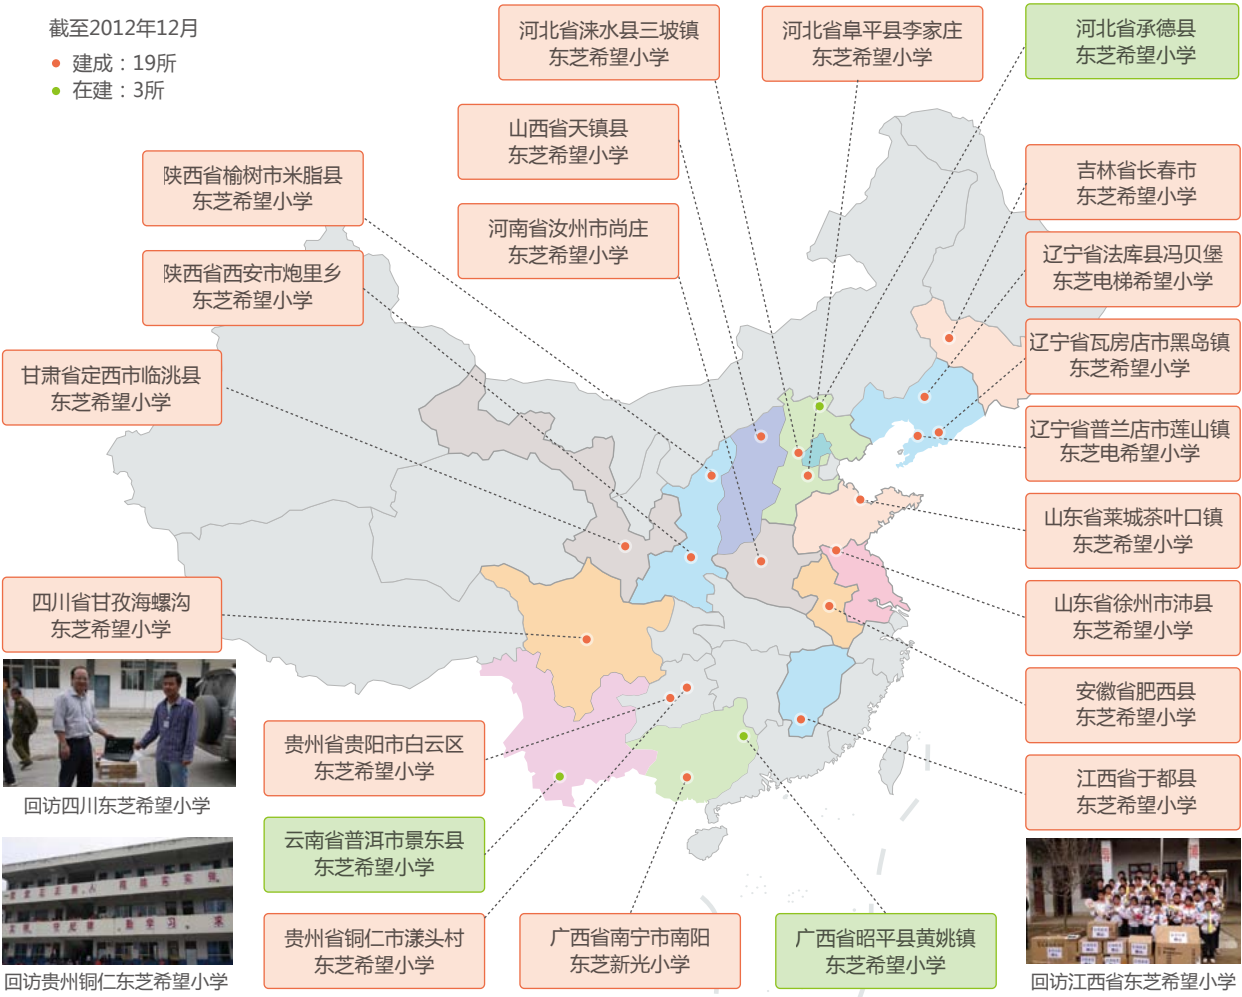 截至2012年12月
建成：19所
在建：3所
河北省涞水县三坡镇
东芝希望小学
河北省阜平县李家庄
东芝希望小学
河北省承德县
东芝希望小学
山西省天镇县
东芝希望小学
吉林省长春市
东芝希望小学
陕西省榆树市米脂县
东芝希望小学
河南省汝州市尚庄
东芝希望小学
辽宁省法库县冯贝堡
东芝电梯希望小学
陕西省西安市炮里乡
东芝希望小学
辽宁省瓦房店市黑岛镇
东芝希望小学
甘肃省定西市临洮县
东芝希望小学
辽宁省普兰店市莲山镇
东芝电希望小学
山东省莱城茶叶口镇
东芝希望小学
四川省甘孜海螺沟
东芝希望小学
山东省徐州市沛县
东芝希望小学
安徽省肥西县
东芝希望小学
贵州省贵阳市白云区
东芝希望小学
江西省于都县
东芝希望小学
回访四川东芝希望小学
云南省普洱市景东县
东芝希望小学
贵州省铜仁市漾头村
东芝希望小学
广西省南宁市南阳
东芝新光小学
广西省昭平县黄姚镇
东芝希望小学
回访贵州铜仁东芝希望小学
回访江西省东芝希望小学